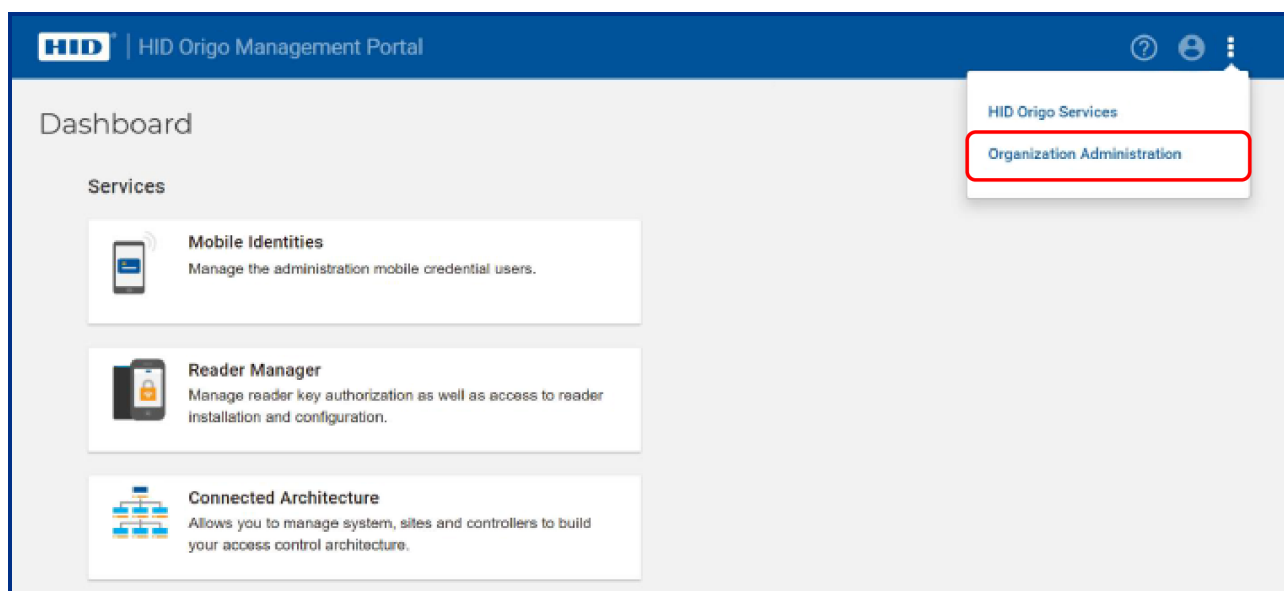 HID | HID Origo Management Portal
HID Origo Services
Organization Administration
Dashboard
Services
Mobile Identities
Manage the administration mobile credential users.
Reader Manager
Manage reader key authorization as well as access to reader
installation and configuration.
Connected Architecture
Allows you to manage system, sites and controllers to build
your access control architecture.